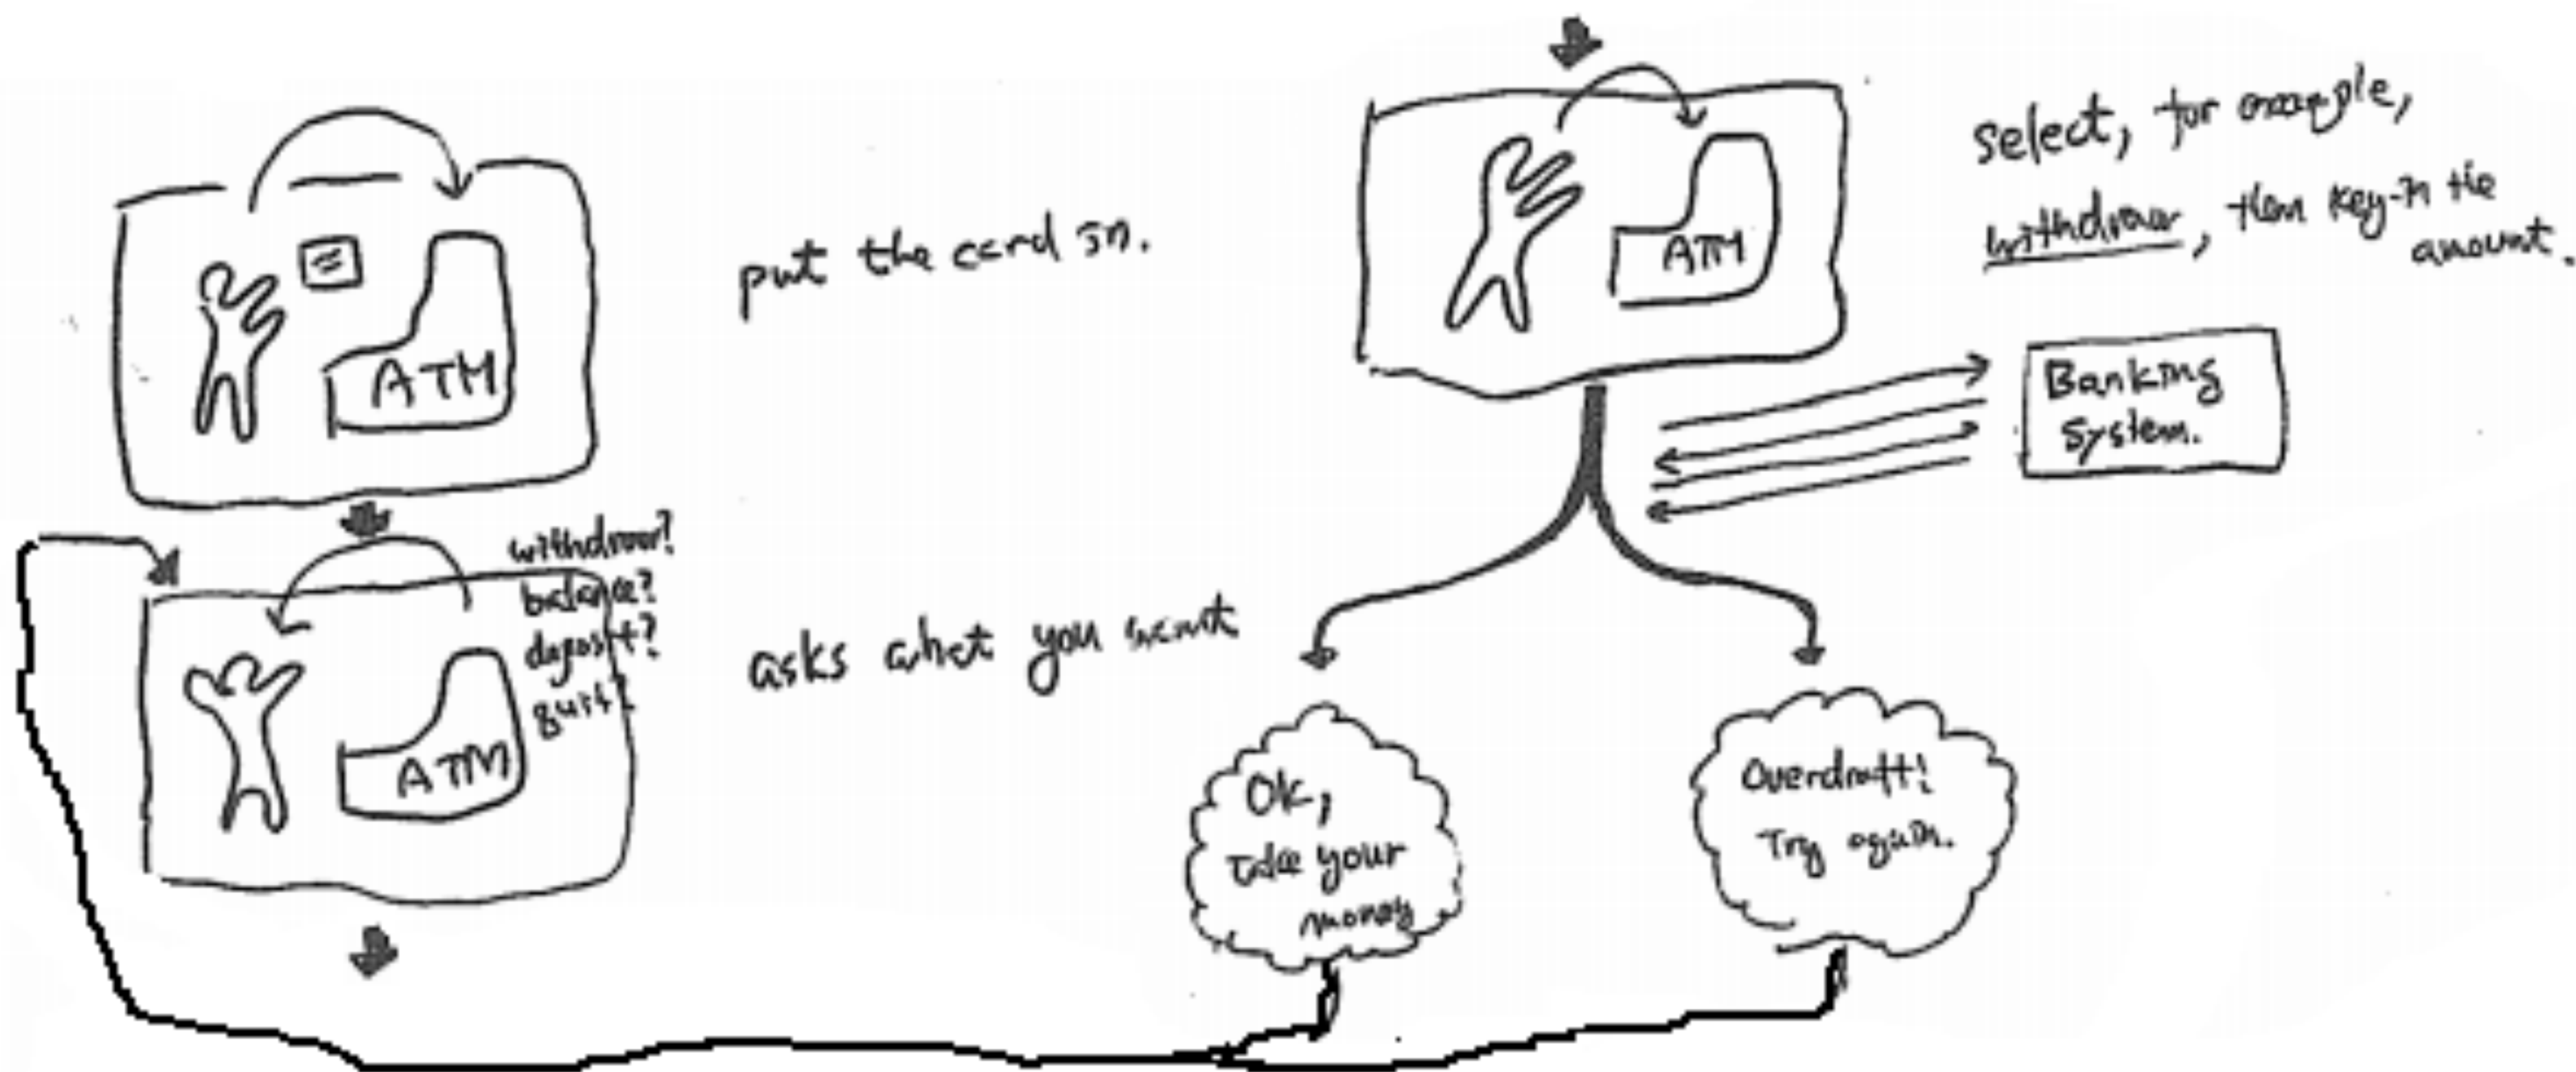 ATM
put the card in.
withdraw?
balance?
deposit?
quit?
ATM
asks what you want
ATM
select, for example,
withdraw, then key-in the
amount.
Banking
System.
Ok,
take your
money
Overdraft!
Try again.